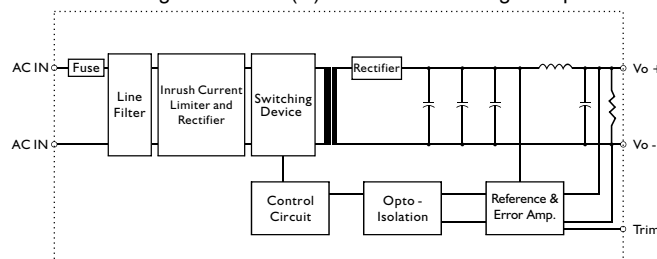 AC IN
Fuse
Line
Filter
Inrush Current
Limiter and
Rectifier
Switching
Device
Rectifier
Vo +
AC IN
Vo -
Control
Circuit
Opto -
Isolation
Reference &
Error Amp.
Trim